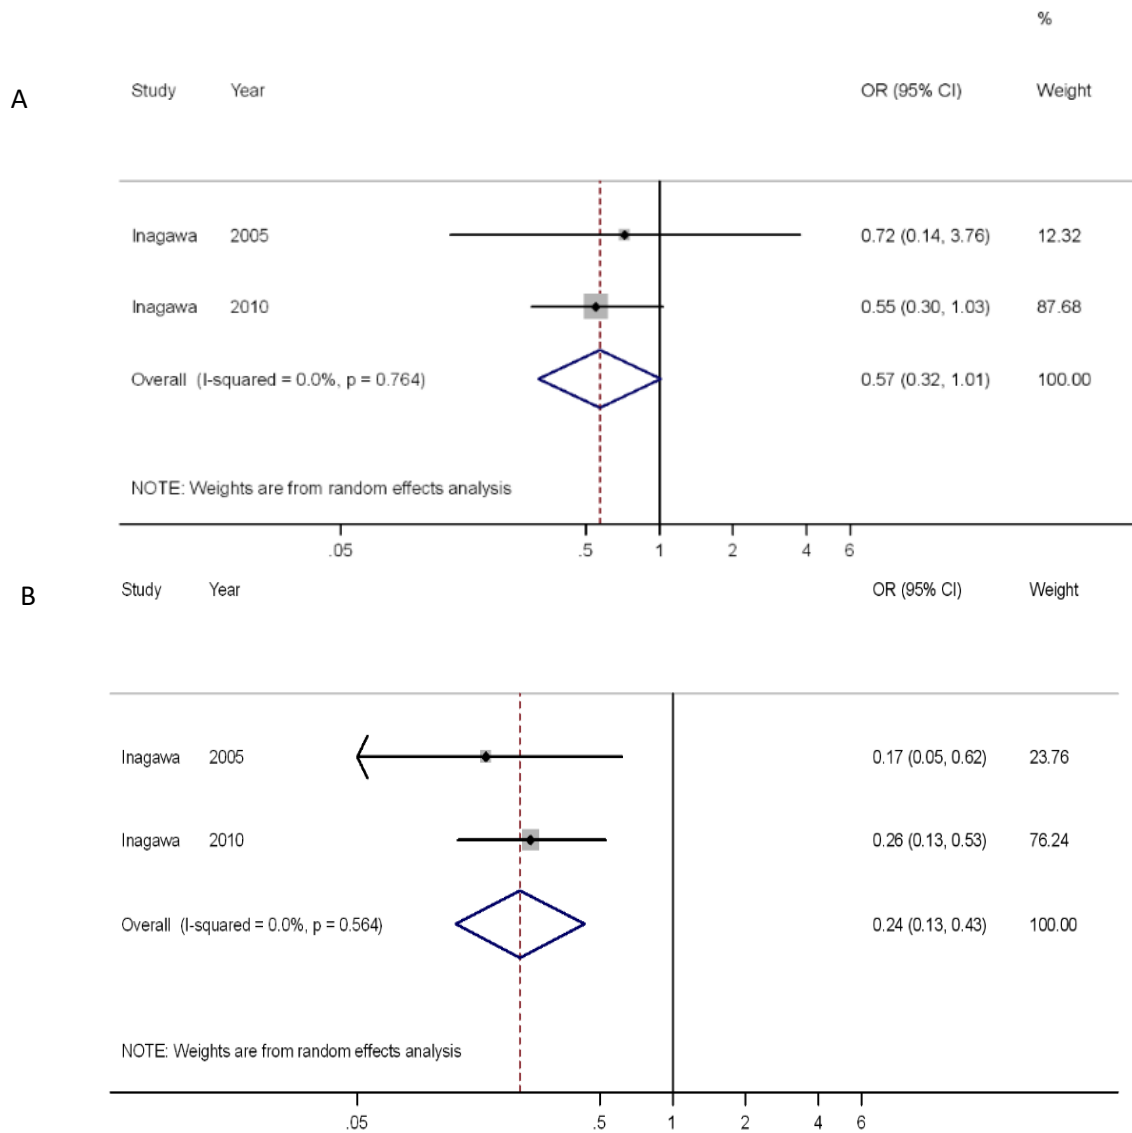 %
A
Study Year OR (95% CI) Weight
Inagawa 2005 0.72 (0.14, 3.76) 12.32
Inagawa 2010 0.55 (0.30, 1.03) 87.68
Overall (I-squared = 0.0%, p = 0.764) 0.57 (0.32, 1.01) 100.00
NOTE: Weights are from random effects analysis
.05 .5 1 2 4 6
B
Study Year OR (95% CI) Weight
Inagawa 2005 0.17 (0.05, 0.62) 23.76
Inagawa 2010 0.26 (0.13, 0.53) 76.24
Overall (I-squared = 0.0%, p = 0.564) 0.24 (0.13, 0.43) 100.00
NOTE: Weights are from random effects analysis
.05 .5 1 2 4 6